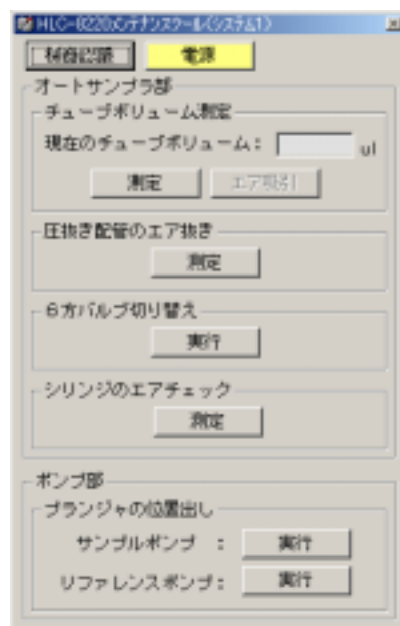 HLC-8220メンテナンスツール(システム1)
機器認識 電源
オートサンプラ部
チューブボリューム測定
現在のチューブボリューム: ul
測定 エア吸引
圧抜き配管のエア抜き
測定
6方バルブ切り替え
実行
シリンジのエアチェック
測定
ポンプ部
プランジャの位置出し
サンプルポンプ : 実行
リファレンスポンプ: 実行